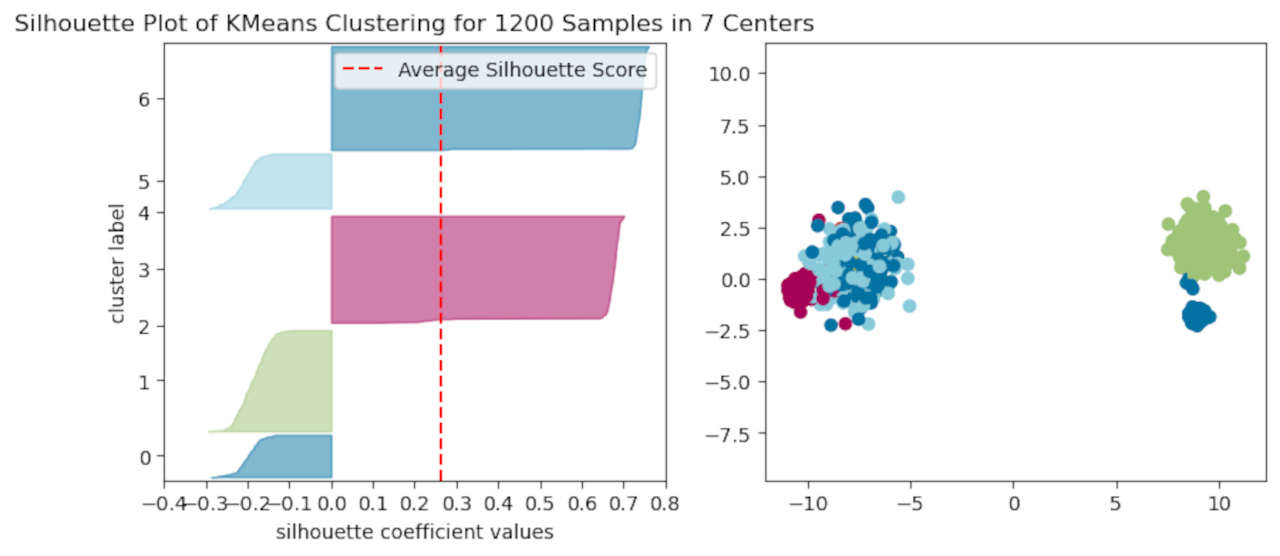 Silhouette Plot of KMeans Clustering for 1200 Samples in 7 Centers
Average Silhouette Score
cluster label
6
5
4
3
2
1
0
−0.4 −0.3 −0.2 −0.1 0.0 0.1 0.2 0.3 0.4 0.5 0.6 0.7 0.8
silhouette coefficient values
10.0
7.5
5.0
2.5
0.0
−2.5
−5.0
−7.5
−10 −5 0 5 10